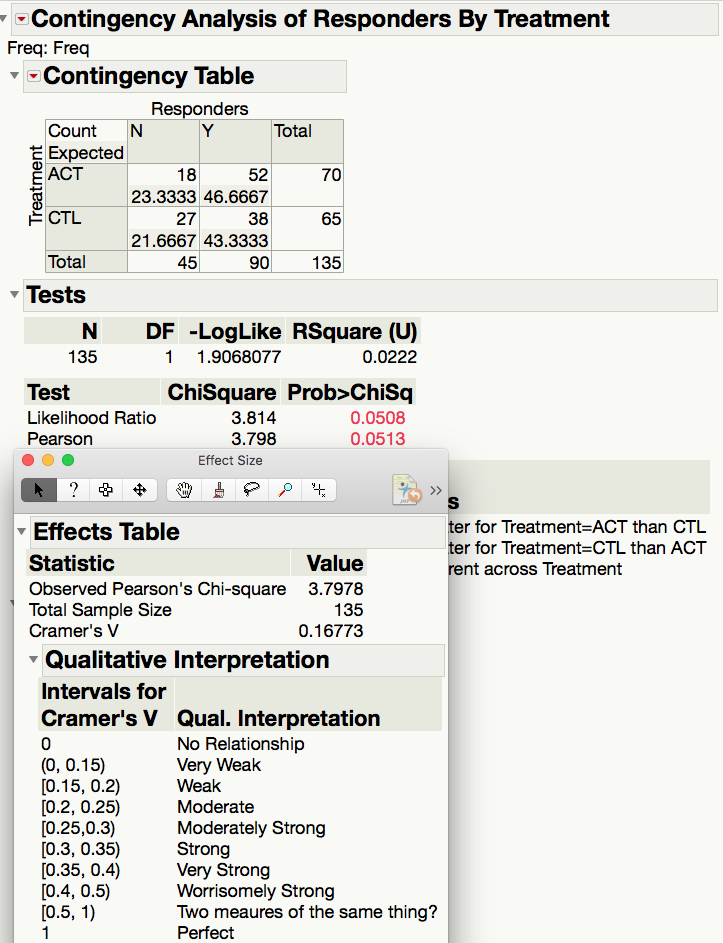 Contingency Analysis of Responders By Treatment
Freq: Freq
Contingency Table
Responders
Treatment
Count N Y Total
Expected
ACT 18 52 70
23.3333 46.6667
CTL 27 38 65
21.6667 43.3333
Total 45 90 135
Tests
N DF -LogLike RSquare (U)
135 1 1.9068077 0.0222
Test ChiSquare Prob>ChiSq
Likelihood Ratio 3.814 0.0508
Pearson 3.798 0.0513
s
ter for Treatment=ACT than CTL
ter for Treatment=CTL than ACT
rent across Treatment
Effect Size
?
»
Effects Table
Statistic Value
Observed Pearson's Chi-square 3.7978
Total Sample Size 135
Cramer's V 0.16773
Qualitative Interpretation
Intervals for
Cramer's V Qual. Interpretation
0 No Relationship
(0, 0.15) Very Weak
[0.15, 0.2) Weak
[0.2, 0.25) Moderate
[0.25,0.3) Moderately Strong
[0.3, 0.35) Strong
[0.35, 0.4) Very Strong
[0.4, 0.5) Worrisomely Strong
[0.5, 1) Two meaures of the same thing?
1 Perfect